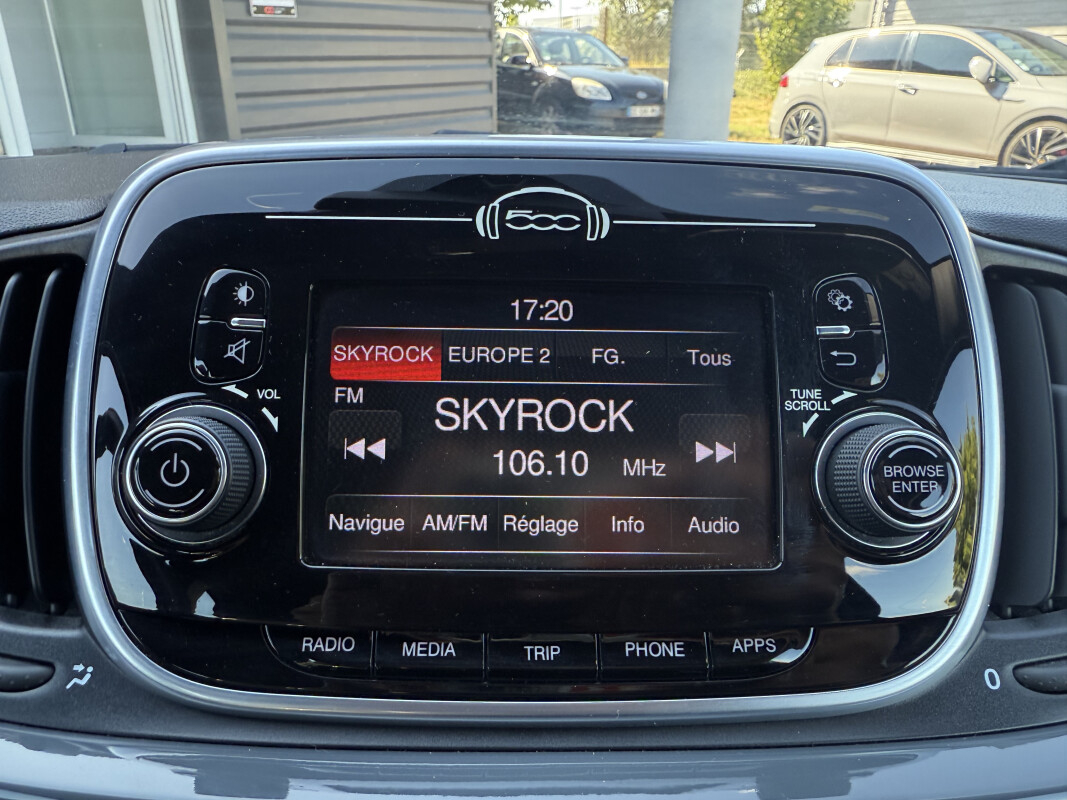 500
17:20
SKYROCK EUROPE 2 FG. Tous
FM
SKYROCK
106.10 MHz
Navigue AM/FM Réglage Info Audio
VOL
TUNE
SCROLL
BROWSE
ENTER
RADIO MEDIA TRIP PHONE APPS
0